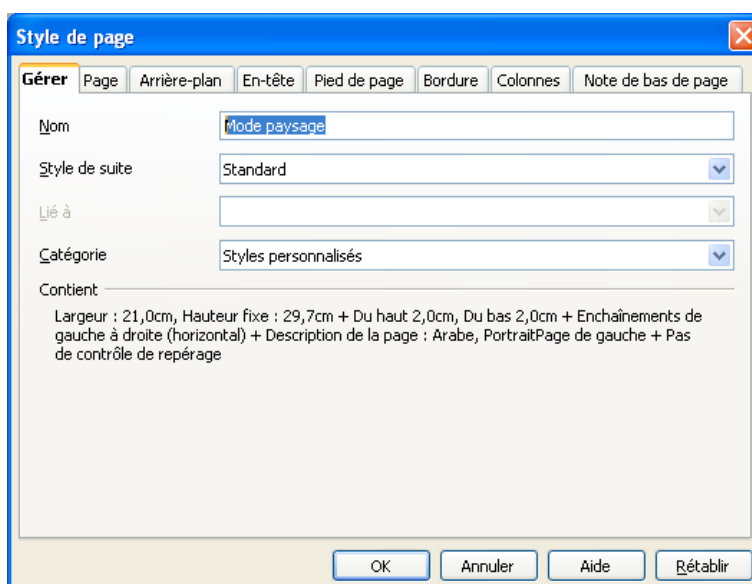 Style de page
Gérer Page Arrière-plan En-tête Pied de page Bordure Colonnes Note de bas de page
Nom Mode paysage
Style de suite Standard
Lié à
Catégorie Styles personnalisés
Contient
Largeur : 21,0cm, Hauteur fixe : 29,7cm + Du haut 2,0cm, Du bas 2,0cm + Enchaînements de
gauche à droite (horizontal) + Description de la page : Arabe, PortraitPage de gauche + Pas
de contrôle de repérage
OK Annuler Aide Rétablir